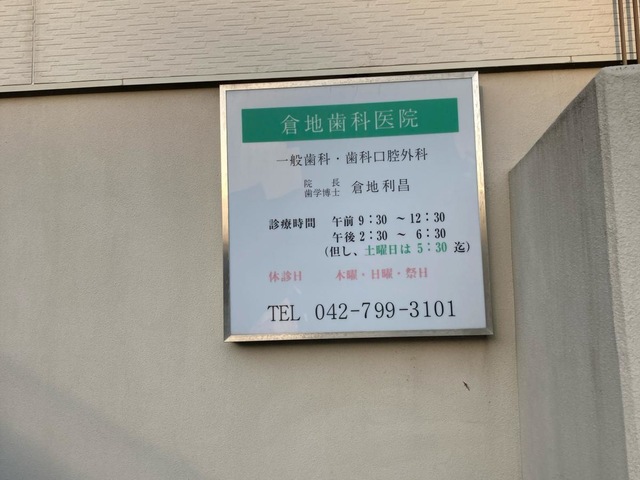 倉地歯科医院
一般歯科・歯科口腔外科
院長 歯学博士 倉地利昌
診療時間 午前 9:30 ～ 12:30
午後 2:30 ～ 6:30
(但し、土曜日は 5:30 迄)
休診日 木曜・日曜・祭日
TEL 042-799-3101